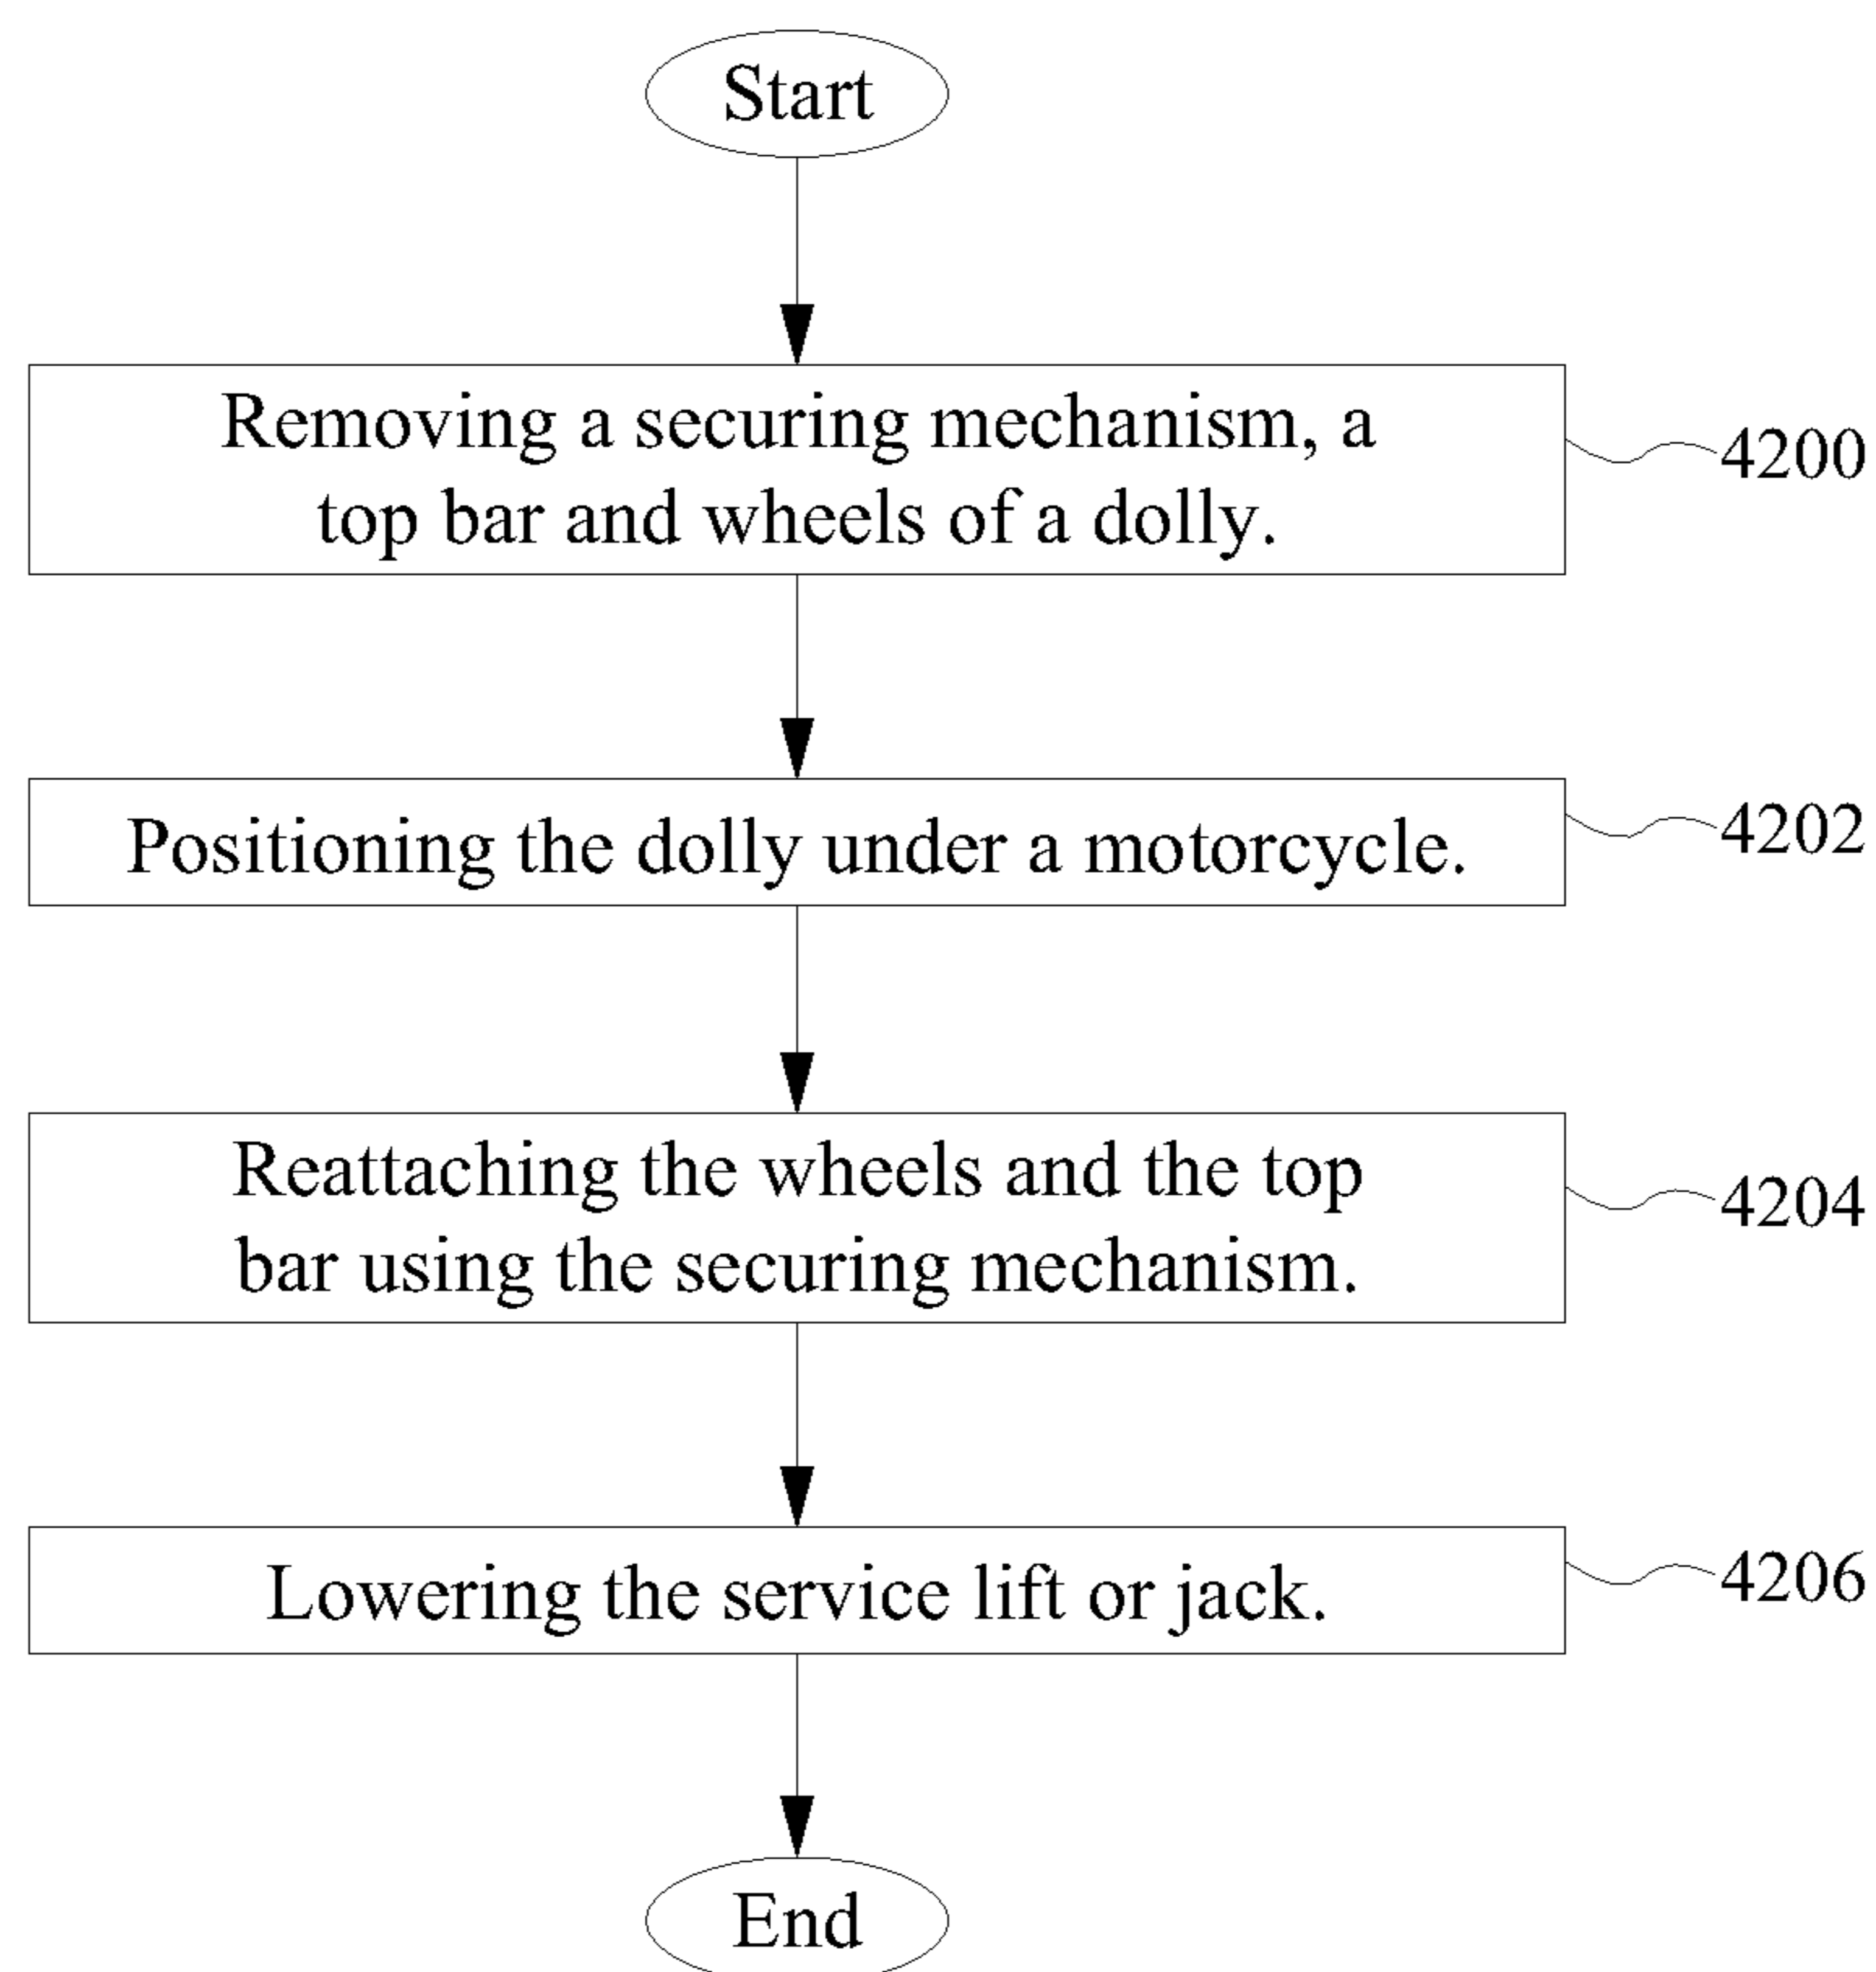 Start
Removing a securing mechanism, a
top bar and wheels of a dolly.
4200
Positioning the dolly under a motorcycle.
4202
Reattaching the wheels and the top
bar using the securing mechanism.
4204
Lowering the service lift or jack.
4206
End